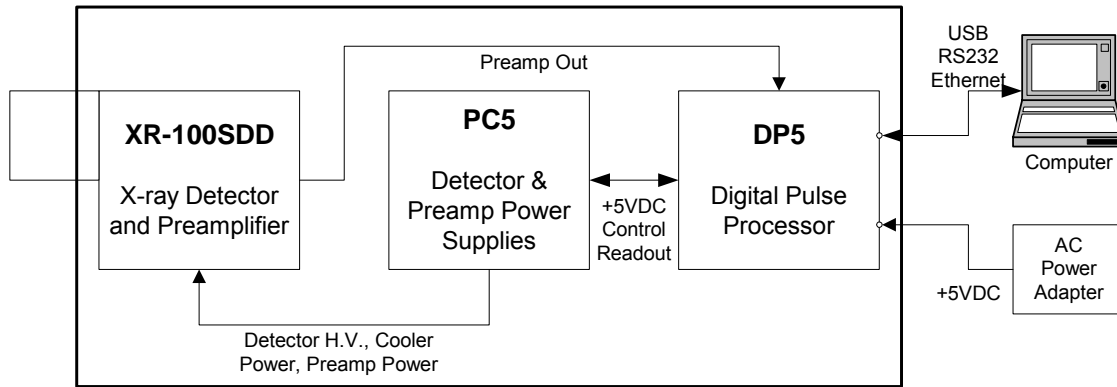 Preamp Out
XR-100SDD
X-ray Detector
and Preamplifier
PC5
Detector &
Preamp Power
Supplies
+5VDC
Control
Readout
DP5
Digital Pulse
Processor
USB
RS232
Ethernet
Computer
+5VDC
AC
Power
Adapter
Detector H.V., Cooler
Power, Preamp Power